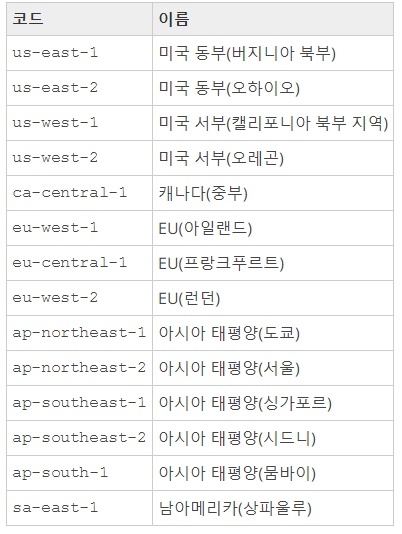 코드 이름
us-east-1 미국 동부(버지니아 북부)
us-east-2 미국 동부(오하이오)
us-west-1 미국 서부(캘리포니아 북부 지역)
us-west-2 미국 서부(오레곤)
ca-central-1 캐나다(중부)
eu-west-1 EU(아일랜드)
eu-central-1 EU(프랑크푸르트)
eu-west-2 EU(런던)
ap-northeast-1 아시아 태평양(도쿄)
ap-northeast-2 아시아 태평양(서울)
ap-southeast-1 아시아 태평양(싱가포르)
ap-southeast-2 아시아 태평양(시드니)
ap-south-1 아시아 태평양(뭄바이)
sa-east-1 남아메리카(상파울루)